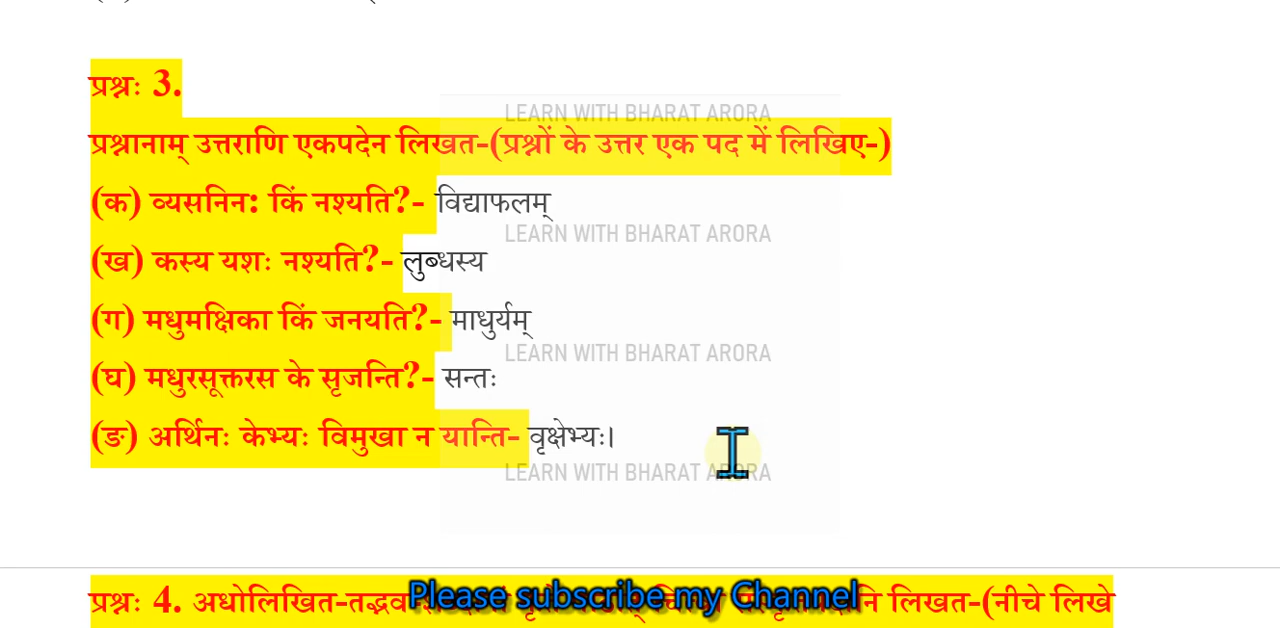 प्रश्नः 3.
LEARN WITH BHARAT ARORA
प्रश्नानाम् उत्तराणि एकपदेन लिखत-(प्रश्नों के उत्तर एक पद में लिखिए-)
(क) व्यसनिन: किं नश्यति?- विद्याफलम्
LEARN WITH BHARAT ARORA
(ख) कस्य यशः नश्यति?- लुब्धस्य
(ग) मधुमक्षिका किं जनयति?- माधुर्यम्
LEARN WITH BHARAT ARORA
(घ) मधुरसूक्तरस के सृजन्ति?- सन्तः
(ङ) अर्थिनः केभ्यः विमुखा न यान्ति- वृक्षेभ्यः।
LEARN WITH BHARAT ARORA
प्रश्नः 4. अधोलिखित-तद्भव लिखत-(नीचे लिखे
Please subscribe my Channel